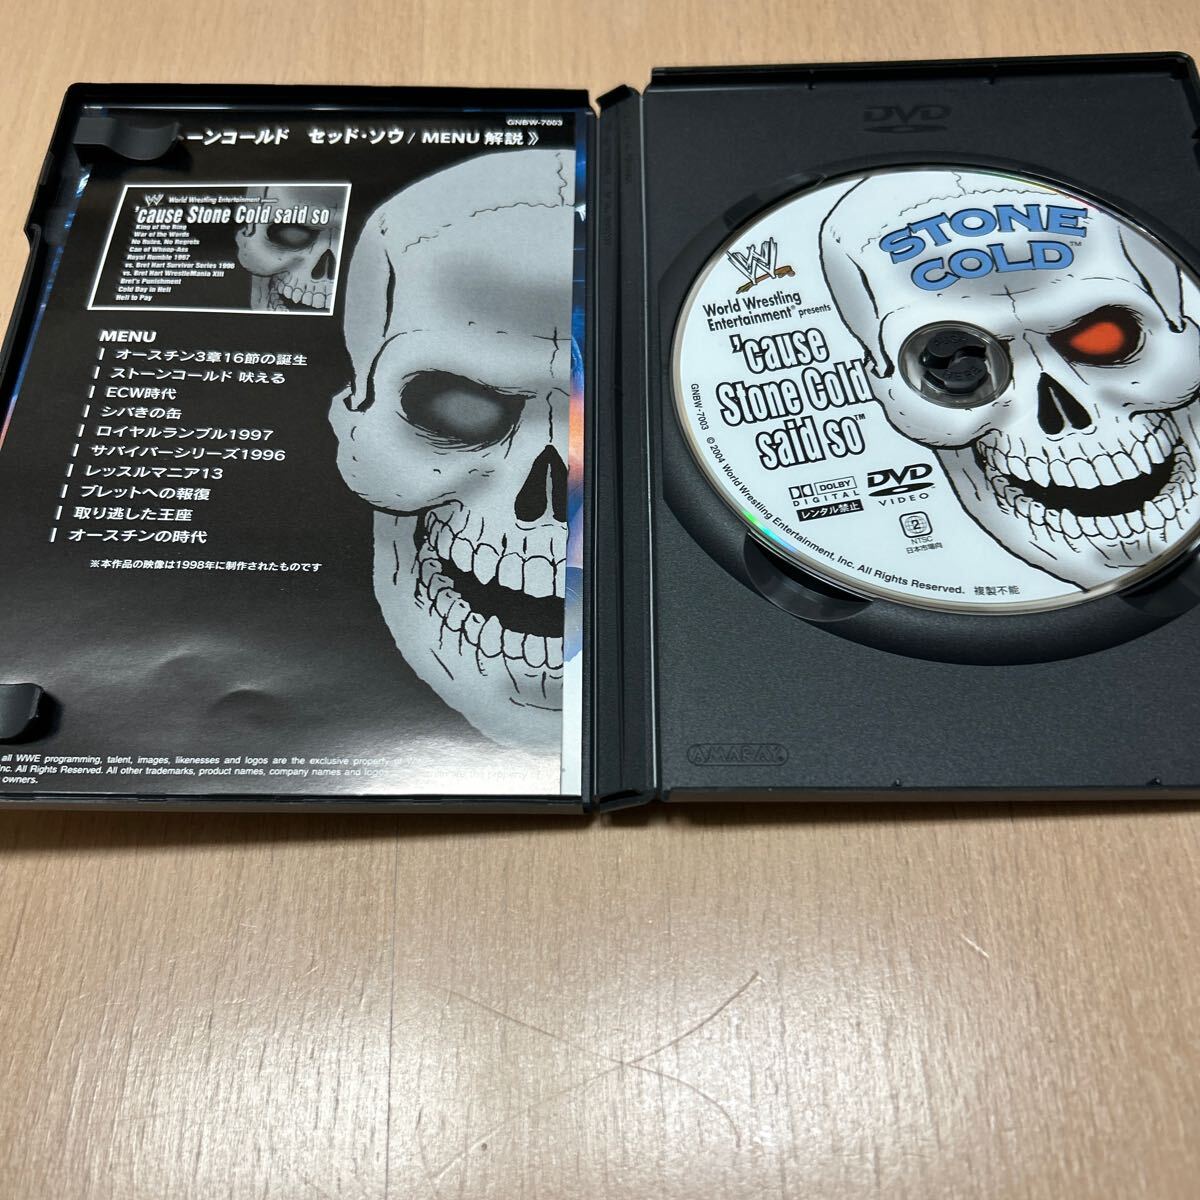 GNBW-7003
ーンコールド セッド・ソウ / MENU 解説》
World Wrestling Entertainment
'cause Stone Cold said so
King of the Ring
War of the Words
No Rules, No Regrets
Can of Whoop-Ass
Royal Rumble 1997
vs. Bret Hart Survivor Series 1996
vs. Bret Hart WrestleMania XIII
Bret's Punishment
Cold Day in Hell
Hell to Pay
MENU
オースチン3章16節の誕生
ストーンコールド 吠える
ECW時代
シバきの缶
ロイヤルランブル1997
サバイバーシリーズ1996
レッスルマニア13
ブレットへの報復
取り逃した王座
オースチンの時代
※本作品の映像は1998年に制作されたものです
all WWE programming, talent, images, likenesses and logos are the exclusive property of
nc. All Rights Reserved. All other trademarks, product names, company names and logos
owners.
DVD
STONE
COLD™
W
World Wrestling
Entertainment® presents
'cause
Stone Cold
said so™
DOLBY
DIGITAL
DVD
VIDEO
レンタル禁止
2
NTSC
日本市場向
GNBW-7003 © 2004 World Wrestling Entertainment, Inc. All Rights Reserved. 複製不能
PUSH
HERE
AMARAY